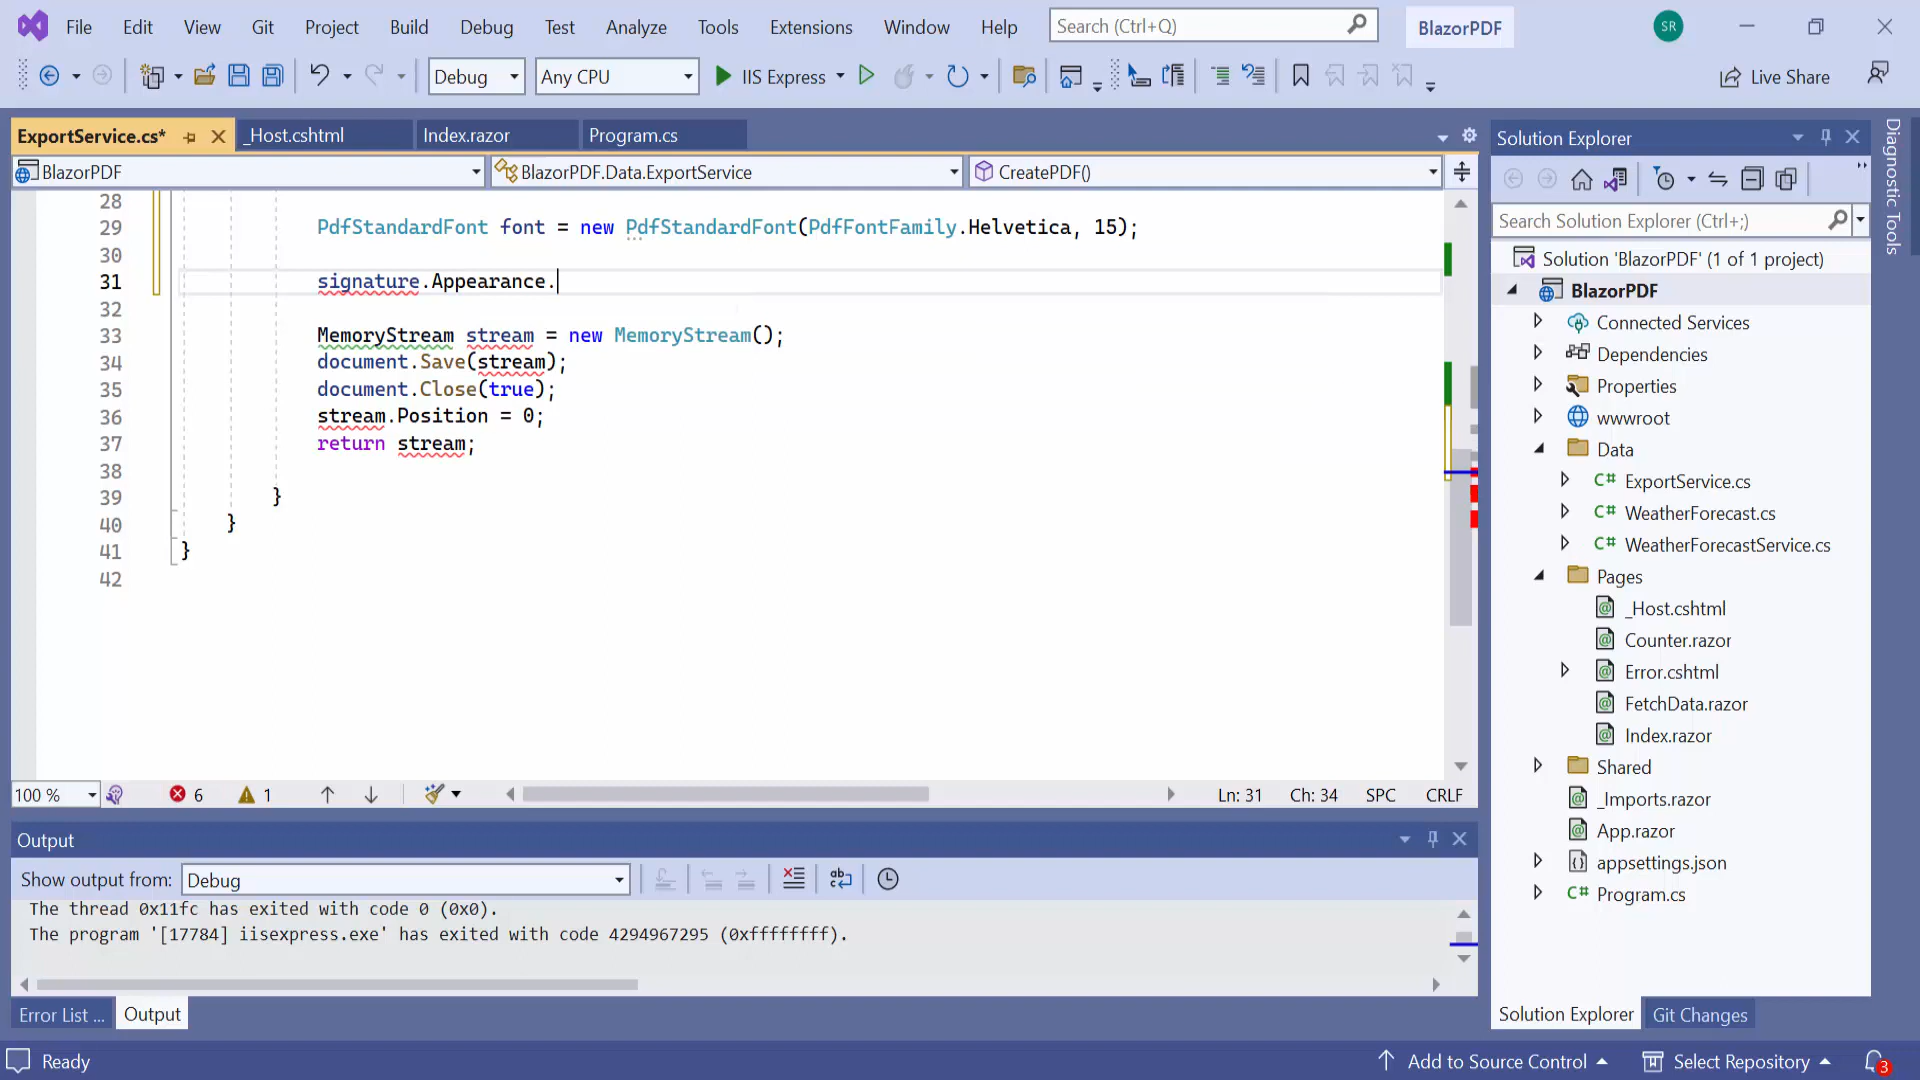 File Edit View Git Project Build Debug Test Analyze Tools Extensions Window Help Search (Ctrl+Q) BlazorPDF SR
Debug Any CPU IIS Express Live Share
ExportService.cs* _Host.cshtml Index.razor Program.cs
BlazorPDF BlazorPDF.Data.ExportService CreatePDF()
28
29 PdfStandardFont font = new PdfStandardFont(PdfFontFamily.Helvetica, 15);
30
31 signature.Appearance.
32
33 MemoryStream stream = new MemoryStream();
34 document.Save(stream);
35 document.Close(true);
36 stream.Position = 0;
37 return stream;
38
39 }
40 }
41 }
42
100 % 6 1 Ln: 31 Ch: 34 SPC CRLF
Output
Show output from: Debug
The thread 0x11fc has exited with code 0 (0x0).
The program '[17784] iisexpress.exe' has exited with code 4294967295 (0xffffffff).
Error List ... Output
Solution Explorer
Search Solution Explorer (Ctrl+;)
Solution 'BlazorPDF' (1 of 1 project)
BlazorPDF
Connected Services
Dependencies
Properties
wwwroot
Data
C# ExportService.cs
C# WeatherForecast.cs
C# WeatherForecastService.cs
Pages
_Host.cshtml
Counter.razor
Error.cshtml
FetchData.razor
Index.razor
Shared
_Imports.razor
App.razor
appsettings.json
C# Program.cs
Solution Explorer Git Changes
Diagnostic Tools
Ready Add to Source Control Select Repository 3